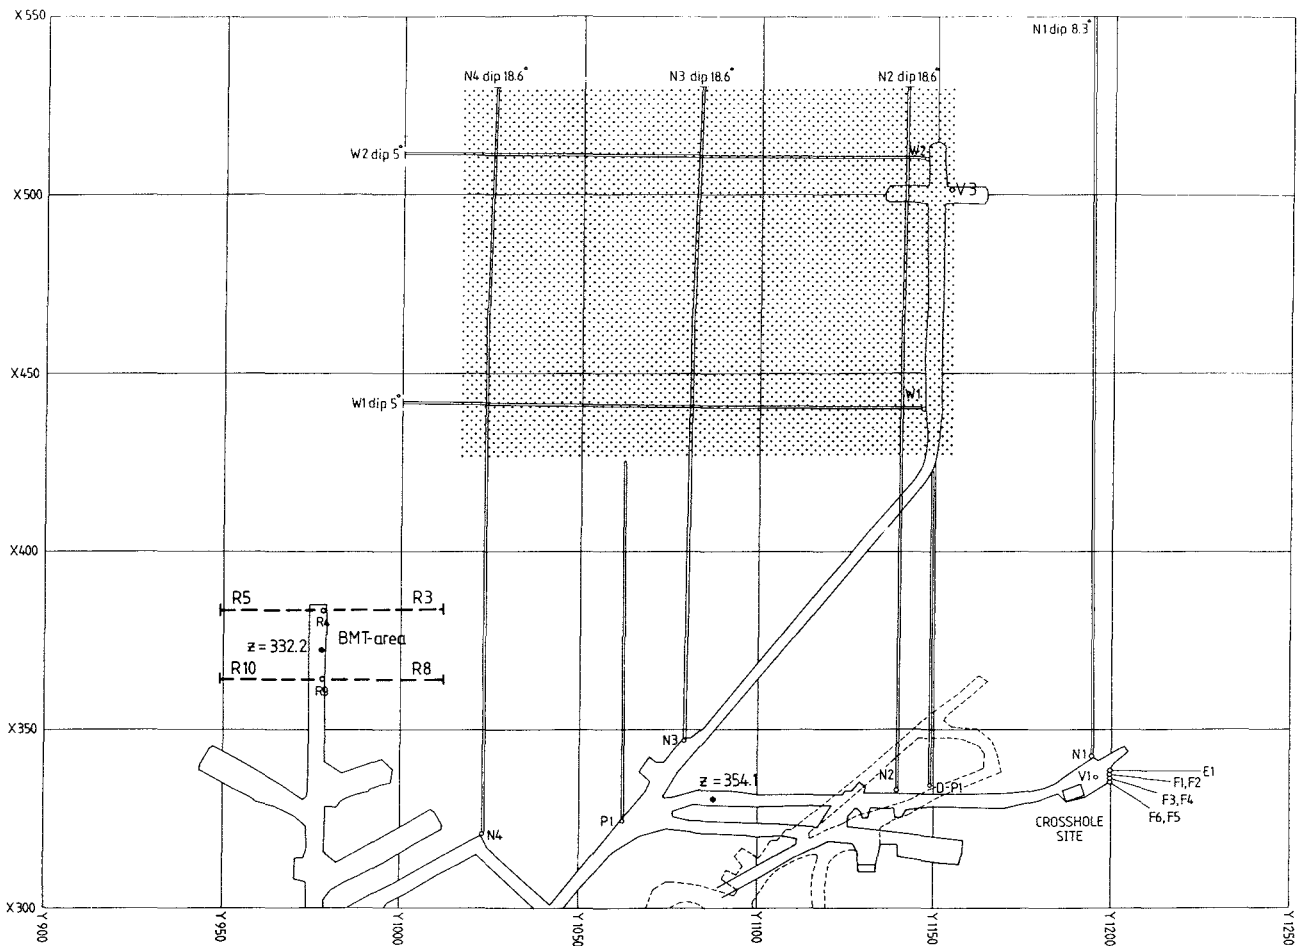 X 550
N1 dip 8.3°
N4 dip 18.6°
N3 dip 18.6°
N2 dip 18.6°
W2 dip 5°
W2
X 500
V3
X 450
W1 dip 5°
W1
X 400
R5
R3
R4
BMT-area
z = 332.2
R10
R8
R9
X 350
N3
z = 354.1
N2
D-P1
N1
V1
E1
F1, F2
F3, F4
F6, F5
CROSSHOLE
SITE
P1
N4
X 300
Y 900
Y 950
Y 1000
Y 1050
Y 1100
Y 1150
Y 1200
Y 1250